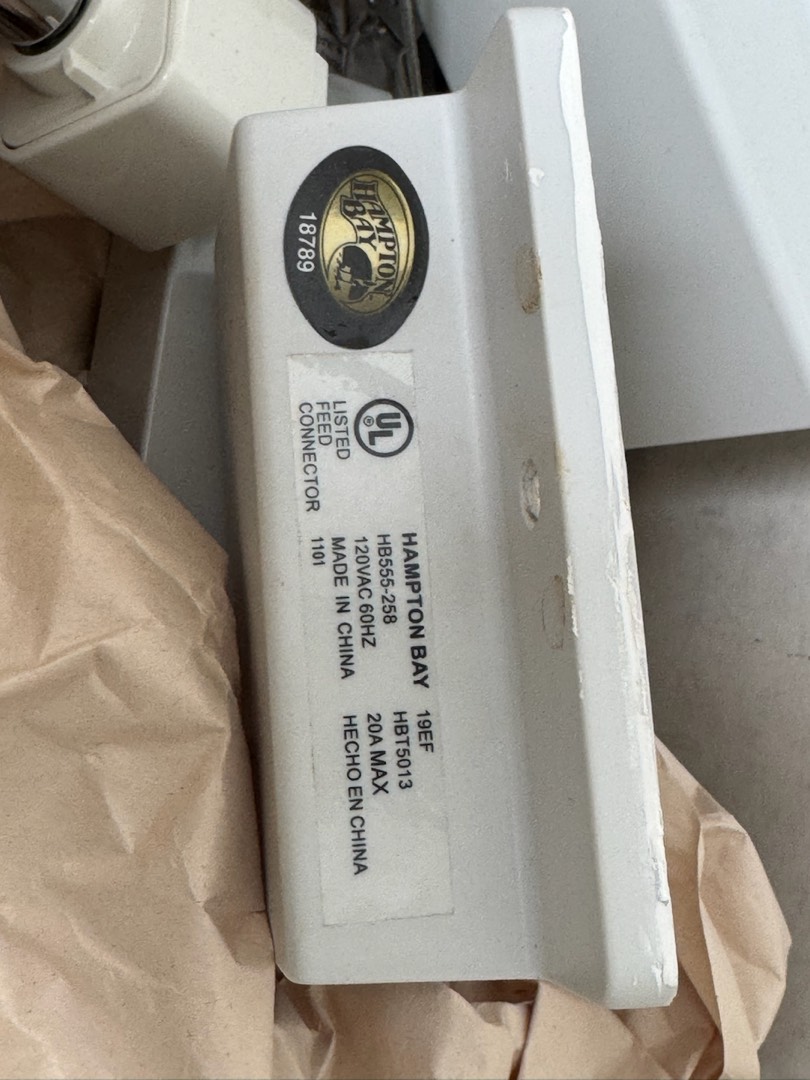 HAMPTON
BAY
18789
UL
®
LISTED
FEED
CONNECTOR
HAMPTON BAY 19EF
HB555-258 HBT5013
120VAC 60HZ 20A MAX
MADE IN CHINA HECHO EN CHINA
1101